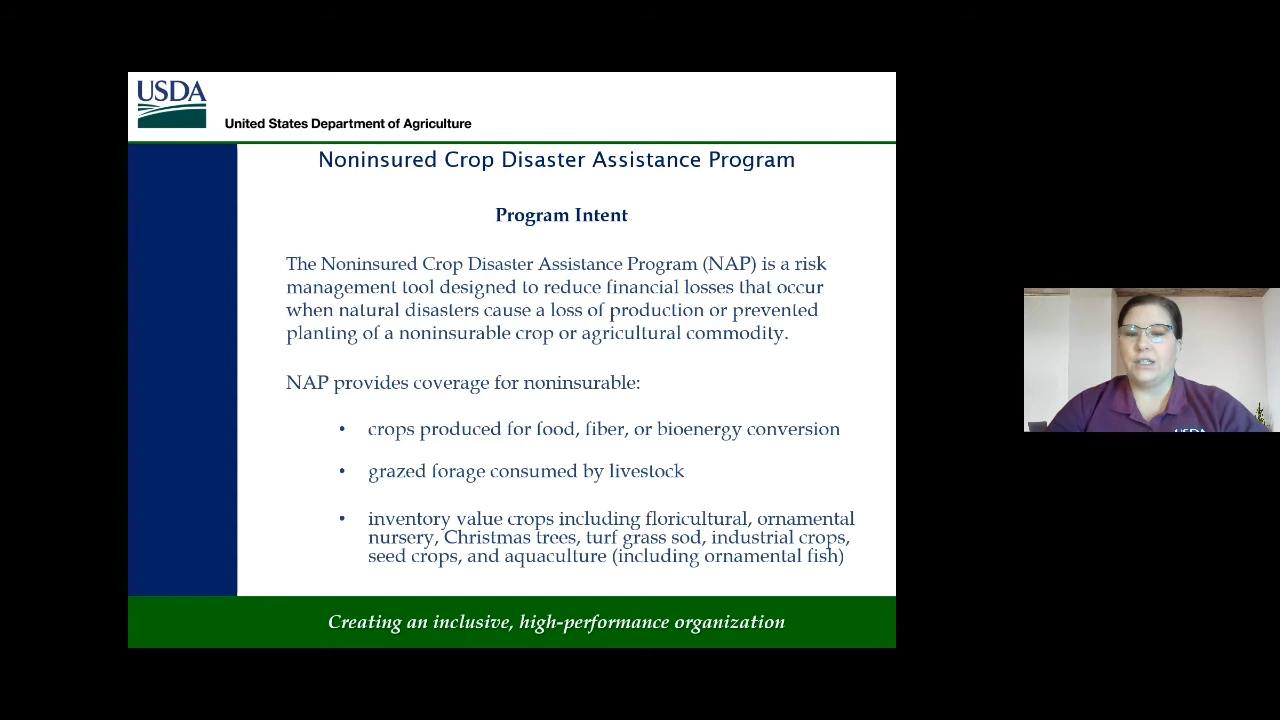 USDA
United States Department of Agriculture
Noninsured Crop Disaster Assistance Program
Program Intent
The Noninsured Crop Disaster Assistance Program (NAP) is a risk
management tool designed to reduce financial losses that occur
when natural disasters cause a loss of production or prevented
planting of a noninsurable crop or agricultural commodity.
NAP provides coverage for noninsurable:
• crops produced for food, fiber, or bioenergy conversion
• grazed forage consumed by livestock
• inventory value crops including floricultural, ornamental
nursery, Christmas trees, turf grass sod, industrial crops,
seed crops, and aquaculture (including ornamental fish)
Creating an inclusive, high-performance organization
USDA